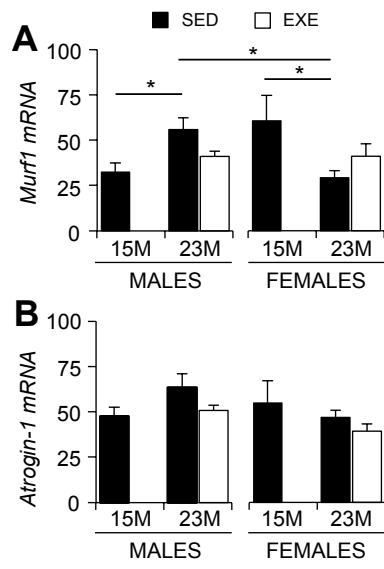 SED EXE
A
* * *
Murf1 mRNA
100
75
50
25
0
15M 23M 15M 23M
MALES FEMALES
B
Atrogin-1 mRNA
100
75
50
25
0
15M 23M 15M 23M
MALES FEMALES